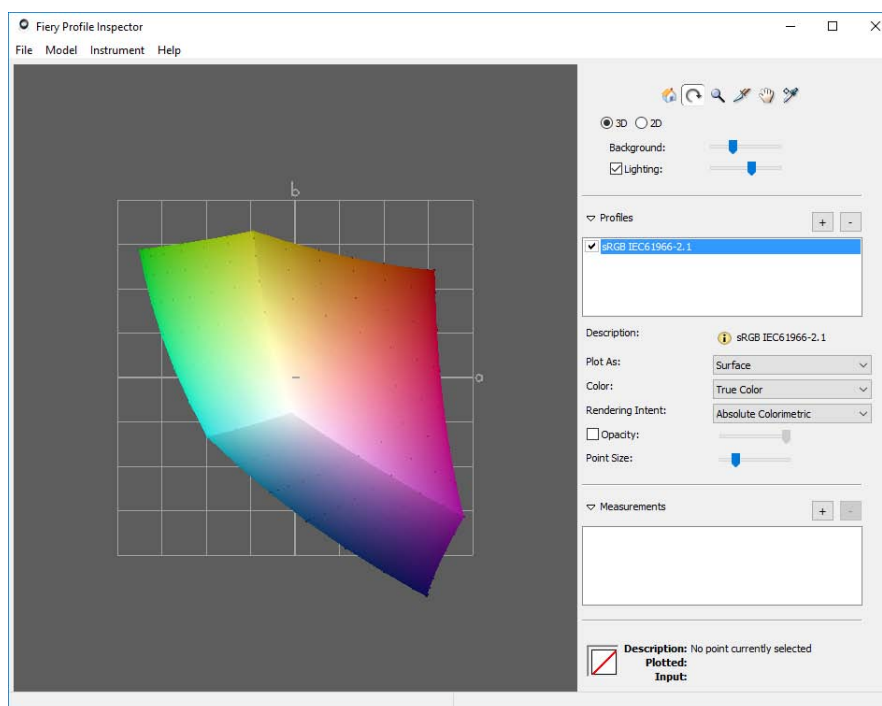 Fiery Profile Inspector
File Model Instrument Help
3D 2D
Background:
Lighting:
b
a
Profiles
+ -
sRGB IEC61966-2.1
Description: sRGB IEC61966-2.1
Plot As: Surface
Color: True Color
Rendering Intent: Absolute Colorimetric
Opacity:
Point Size:
Measurements
+ -
Description: No point currently selected
Plotted:
Input: